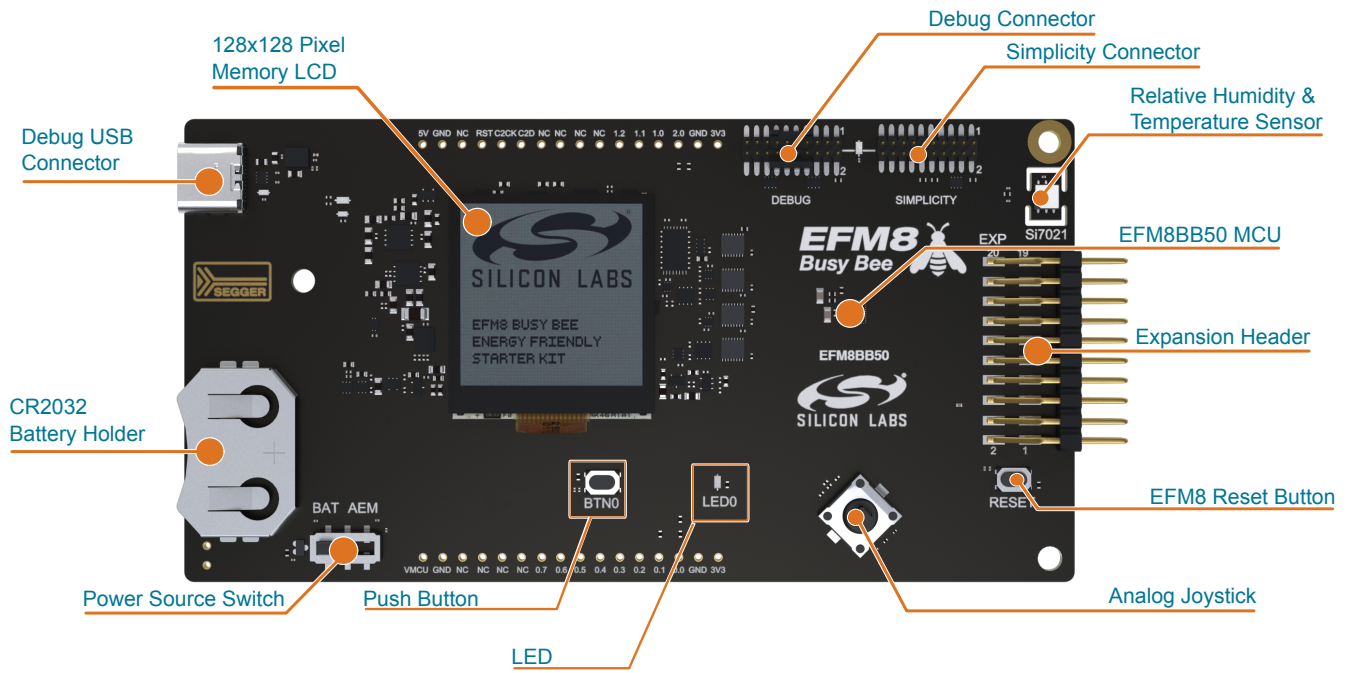 Debug Connector
128x128 Pixel
Memory LCD
Simplicity Connector
Relative Humidity &
Temperature Sensor
Debug USB
Connector
5V GND NC RST C2CK C2D NC NC NC NC 1.2 1.1 1.0 2.0 GND 3V3
1
1
2
2
DEBUG
SIMPLICITY
Si7021
EFM8
Busy Bee
EXP
20 19
EFM8BB50 MCU
SEGGER
SILICON LABS
EFM8 BUSY BEE
ENERGY FRIENDLY
STARTER KIT
EFM8BB50
SILICON LABS
Expansion Header
CR2032
Battery Holder
2 1
BTN0
LED0
RESET
EFM8 Reset Button
BAT AEM
VMCU GND NC NC NC NC 0.7 0.6 0.5 0.4 0.3 0.2 0.1 0.0 GND 3V3
Power Source Switch
Push Button
Analog Joystick
LED